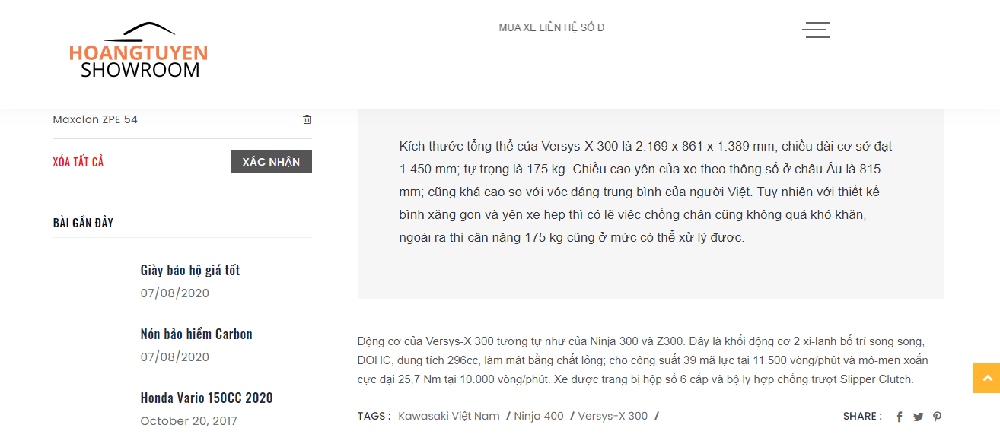 HOANGTUYEN
SHOWROOM
MUA XE LIÊN HỆ SỐ Đ
Maxclon ZPE 54
XÓA TẤT CẢ
XÁC NHẬN
BÀI GẦN ĐÂY
Giày bảo hộ giá tốt
07/08/2020
Nón bảo hiểm Carbon
07/08/2020
Honda Vario 150CC 2020
October 20, 2017
Kích thước tổng thể của Versys-X 300 là 2.169 x 861 x 1.389 mm; chiều dài cơ sở đạt
1.450 mm; tự trọng là 175 kg. Chiều cao yên của xe theo thông số ở châu Âu là 815
mm; cũng khá cao so với vóc dáng trung bình của người Việt. Tuy nhiên với thiết kế
bình xăng gọn và yên xe hẹp thì có lẽ việc chống chân cũng không quá khó khăn,
ngoài ra thì cân nặng 175 kg cũng ở mức có thể xử lý được.
Động cơ của Versys-X 300 tương tự như của Ninja 300 và Z300. Đây là khối động cơ 2 xi-lanh bố trí song song,
DOHC, dung tích 296cc, làm mát bằng chất lỏng; cho công suất 39 mã lực tại 11.500 vòng/phút và mô-men xoắn
cực đại 25,7 Nm tại 10.000 vòng/phút. Xe được trang bị hộp số 6 cấp và bộ ly hợp chống trượt Slipper Clutch.
TAGS : Kawasaki Việt Nam / Ninja 400 / Versys-X 300 /
SHARE :